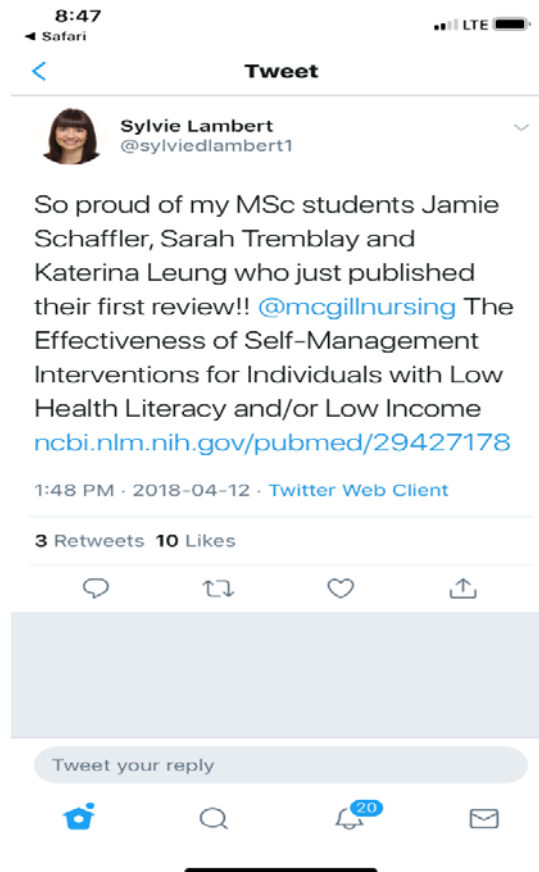 8:47
LTE
Safari
Tweet
Sylvie Lambert
@sylviedlambert1
So proud of my MSc students Jamie
Schaffler, Sarah Tremblay and
Katerina Leung who just published
their first review!! @mcgillnursing The
Effectiveness of Self-Management
Interventions for Individuals with Low
Health Literacy and/or Low Income
ncbi.nlm.nih.gov/pubmed/29427178
1:48 PM · 2018-04-12 · Twitter Web Client
3 Retweets 10 Likes
Tweet your reply
20